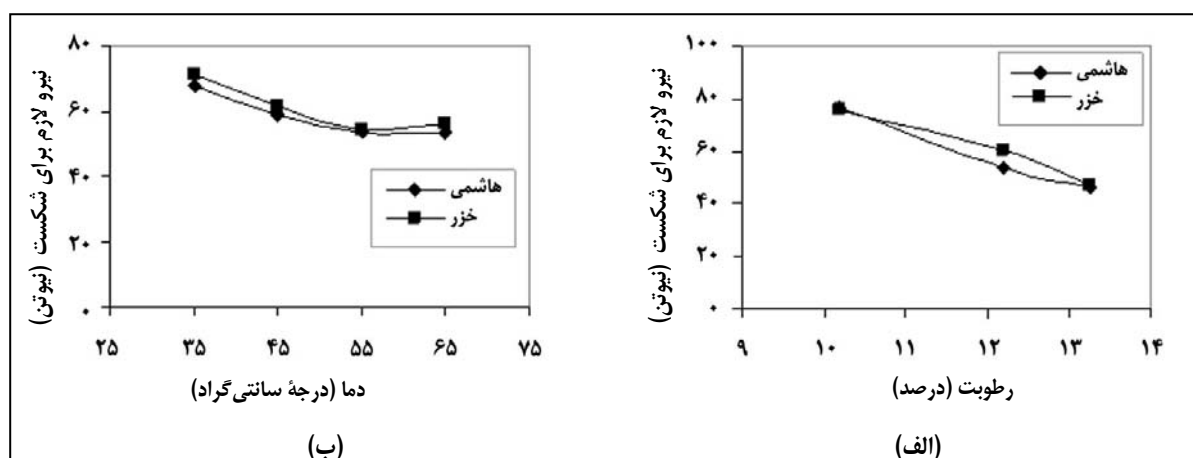 ۱۰۰
۸۰
۶۰
۴۰
۲۰
۰
نیرو لازم برای شکست (نیوتن)
هاشمی
خزر
۹ ۱۰ ۱۱ ۱۲ ۱۳ ۱۴
رطوبت (درصد)
(الف)
۸۰
۶۰
۴۰
۲۰
۰
نیرو لازم برای شکست (نیوتن)
هاشمی
خزر
۲۵ ۳۵ ۴۵ ۵۵ ۶۵ ۷۵
دما (درجهٔ سانتی‌گراد)
(ب)